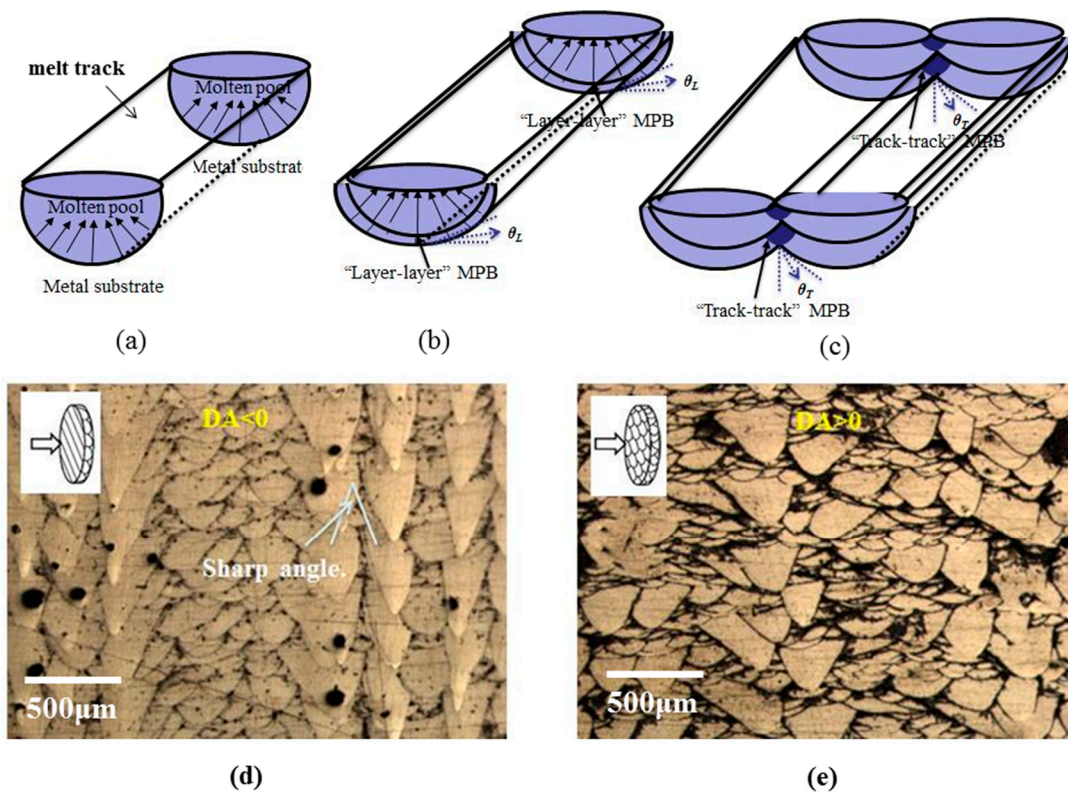 melt track
Molten pool
Metal substrate
Molten pool
Metal substrate
(a)
θL
“Layer-layer” MPB
θL
“Layer-layer” MPB
(b)
θT
“Track-track” MPB
θT
“Track-track” MPB
(c)
DA<0
Sharp angle.
500μm
(d)
DA>0
500μm
(e)